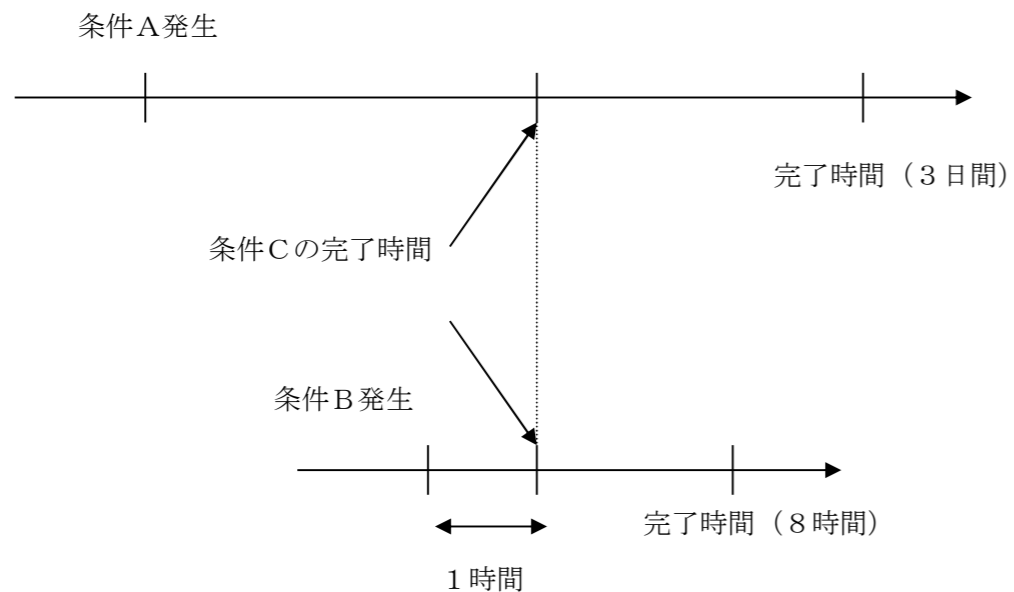 条件Ａ発生
完了時間（３日間）
条件Ｃの完了時間
条件Ｂ発生
完了時間（８時間）
１時間